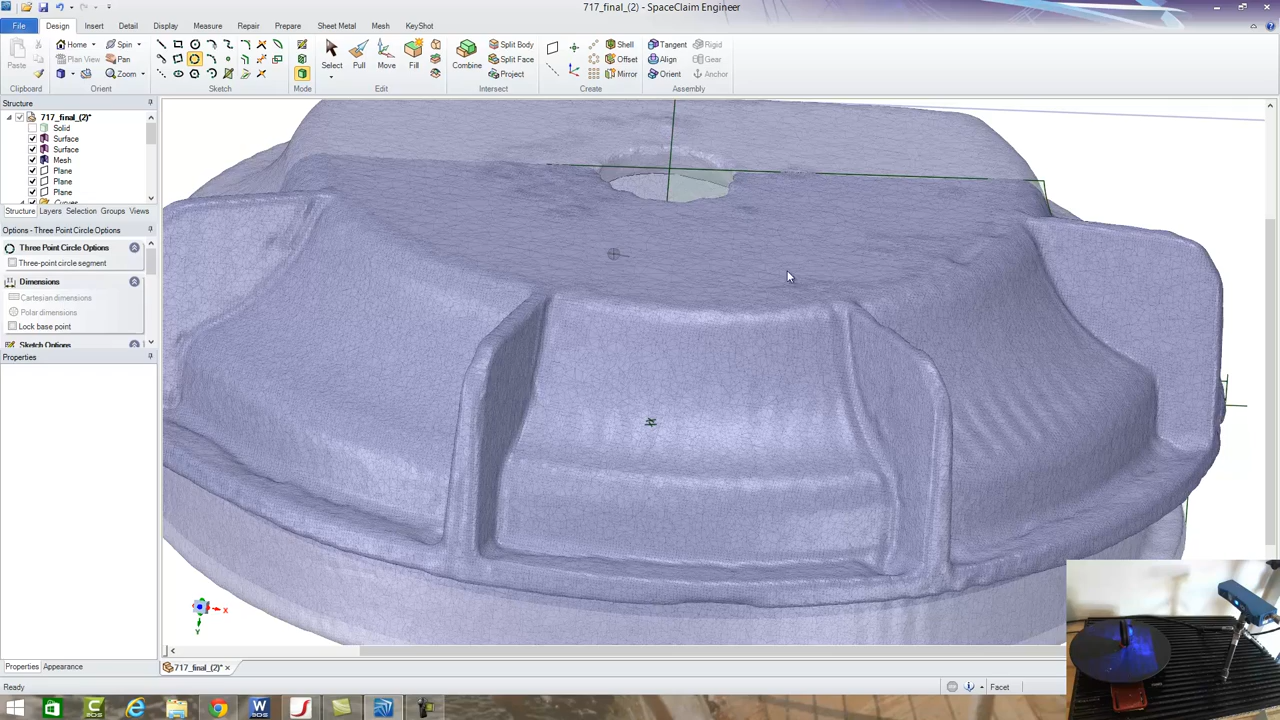 717_final_(2) - SpaceClaim Engineer
File Design Insert Detail Display Measure Repair Prepare Sheet Metal Mesh KeyShot
Home Spin Shell Tangent Rigid
Plan View Pan Split Body Offset Align Gear
Paste Zoom Select Pull Move Fill Combine Split Face Mirror Orient Anchor
Project
Clipboard Orient Sketch Mode Edit Intersect Create Assembly
Structure
717_final_(2)*
Solid
Surface
Surface
Mesh
Plane
Plane
Plane
Curves
Structure Layers Selection Groups Views
Options - Three Point Circle Options
Three Point Circle Options
Three-point circle segment
Dimensions
Cartesian dimensions
Polar dimensions
Lock base point
Sketch Options
Properties
X
Y
Properties Appearance
717_final_(2)*
Ready
Facet